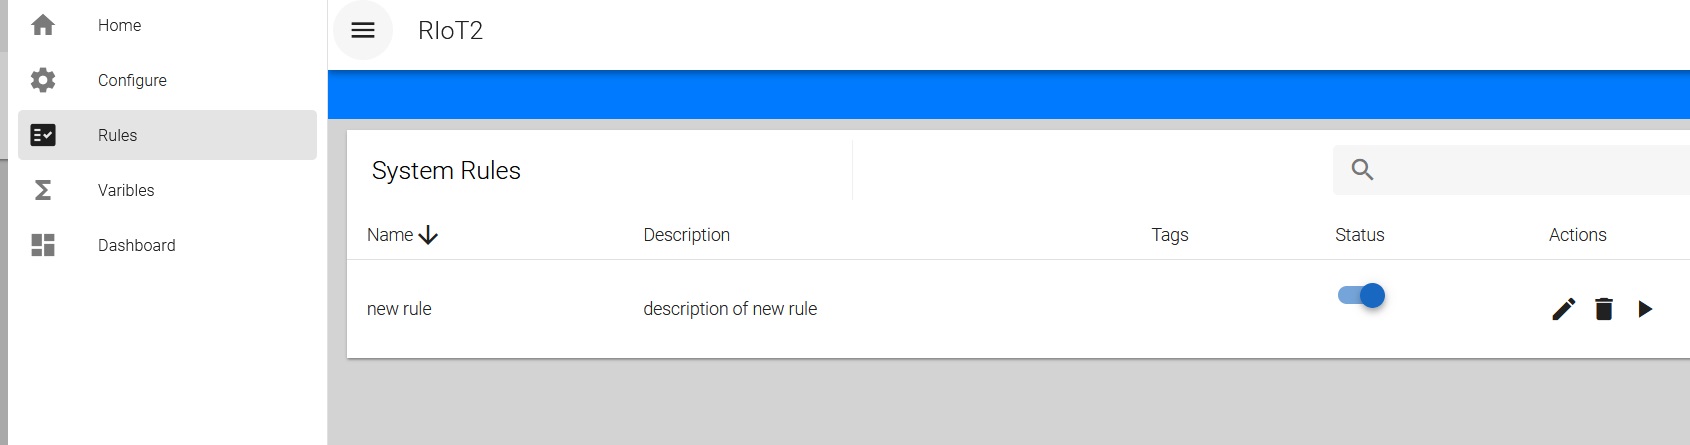 Home
Configure
Rules
Varibles
Dashboard
RIoT2
System Rules
Name Description Tags Status Actions
new rule description of new rule